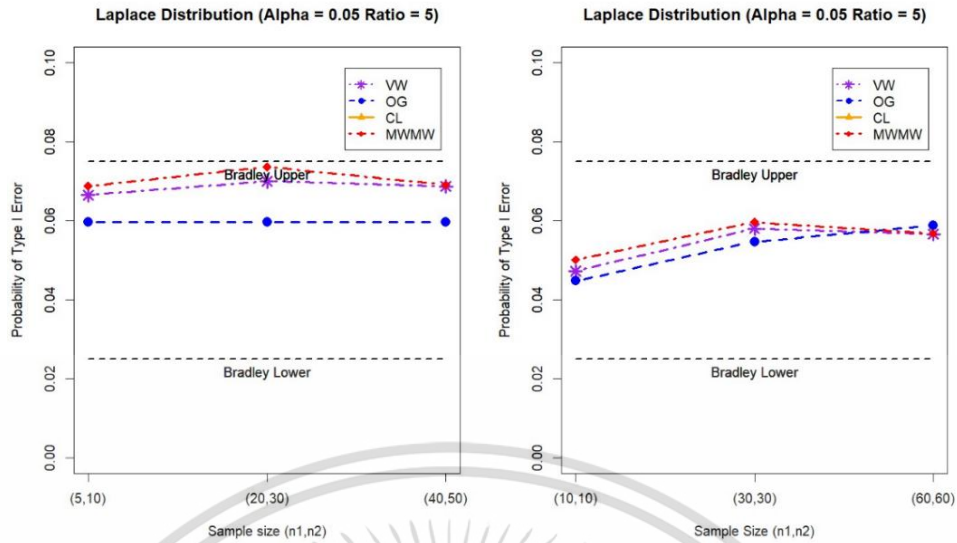 Laplace Distribution (Alpha = 0.05 Ratio = 5)
Probability of Type I Error
0.10
0.08
0.06
0.04
0.02
0.00
VW
OG
CL
MWMW
Bradley Upper
Bradley Lower
(5,10)
(20,30)
(40,50)
Sample size (n1,n2)
Laplace Distribution (Alpha = 0.05 Ratio = 5)
Probability of Type I Error
0.10
0.08
0.06
0.04
0.02
0.00
VW
OG
CL
MWMW
Bradley Upper
Bradley Lower
(10,10)
(30,30)
(60,60)
Sample Size (n1,n2)